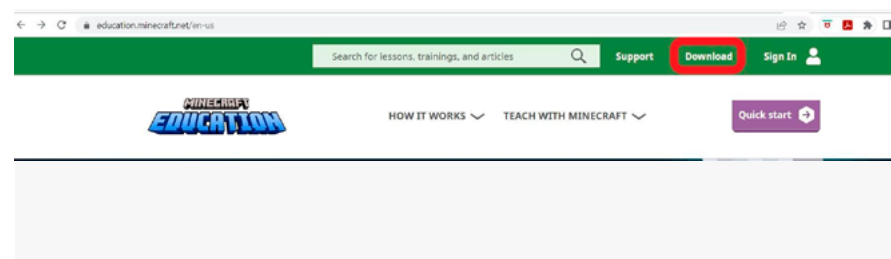 education.minecraft.net/en-us
Search for lessons, trainings, and articles
Support
Download
Sign In
MINECRAFT
EDUCATION
HOW IT WORKS
TEACH WITH MINECRAFT
Quick start